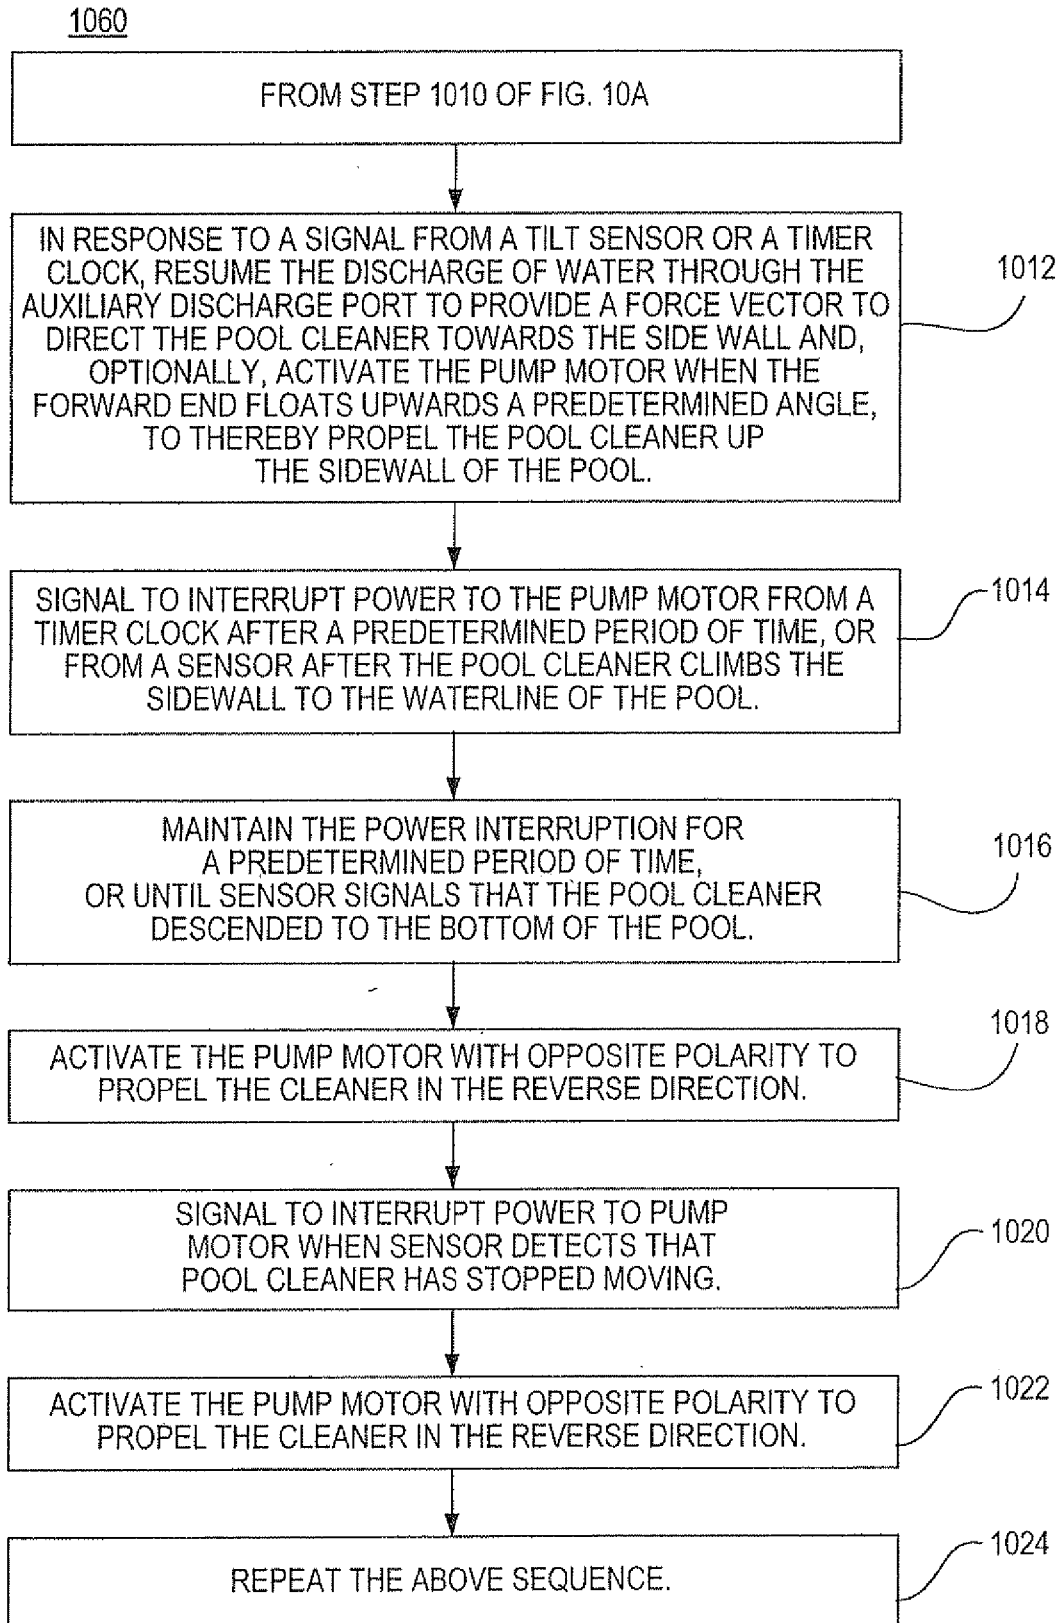 1060
FROM STEP 1010 OF FIG. 10A
IN RESPONSE TO A SIGNAL FROM A TILT SENSOR OR A TIMER
CLOCK, RESUME THE DISCHARGE OF WATER THROUGH THE
AUXILIARY DISCHARGE PORT TO PROVIDE A FORCE VECTOR TO
DIRECT THE POOL CLEANER TOWARDS THE SIDE WALL AND,
OPTIONALLY, ACTIVATE THE PUMP MOTOR WHEN THE
FORWARD END FLOATS UPWARDS A PREDETERMINED ANGLE,
TO THEREBY PROPEL THE POOL CLEANER UP
THE SIDEWALL OF THE POOL.
1012
SIGNAL TO INTERRUPT POWER TO THE PUMP MOTOR FROM A
TIMER CLOCK AFTER A PREDETERMINED PERIOD OF TIME, OR
FROM A SENSOR AFTER THE POOL CLEANER CLIMBS THE
SIDEWALL TO THE WATERLINE OF THE POOL.
1014
MAINTAIN THE POWER INTERRUPTION FOR
A PREDETERMINED PERIOD OF TIME,
OR UNTIL SENSOR SIGNALS THAT THE POOL CLEANER
DESCENDED TO THE BOTTOM OF THE POOL.
1016
ACTIVATE THE PUMP MOTOR WITH OPPOSITE POLARITY TO
PROPEL THE CLEANER IN THE REVERSE DIRECTION.
1018
SIGNAL TO INTERRUPT POWER TO PUMP
MOTOR WHEN SENSOR DETECTS THAT
POOL CLEANER HAS STOPPED MOVING.
1020
ACTIVATE THE PUMP MOTOR WITH OPPOSITE POLARITY TO
PROPEL THE CLEANER IN THE REVERSE DIRECTION.
1022
REPEAT THE ABOVE SEQUENCE.
1024